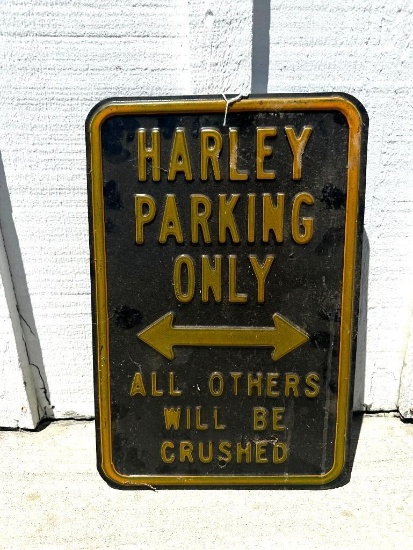 HARLEY
PARKING
ONLY
ALL OTHERS
WILL BE
CRUSHED